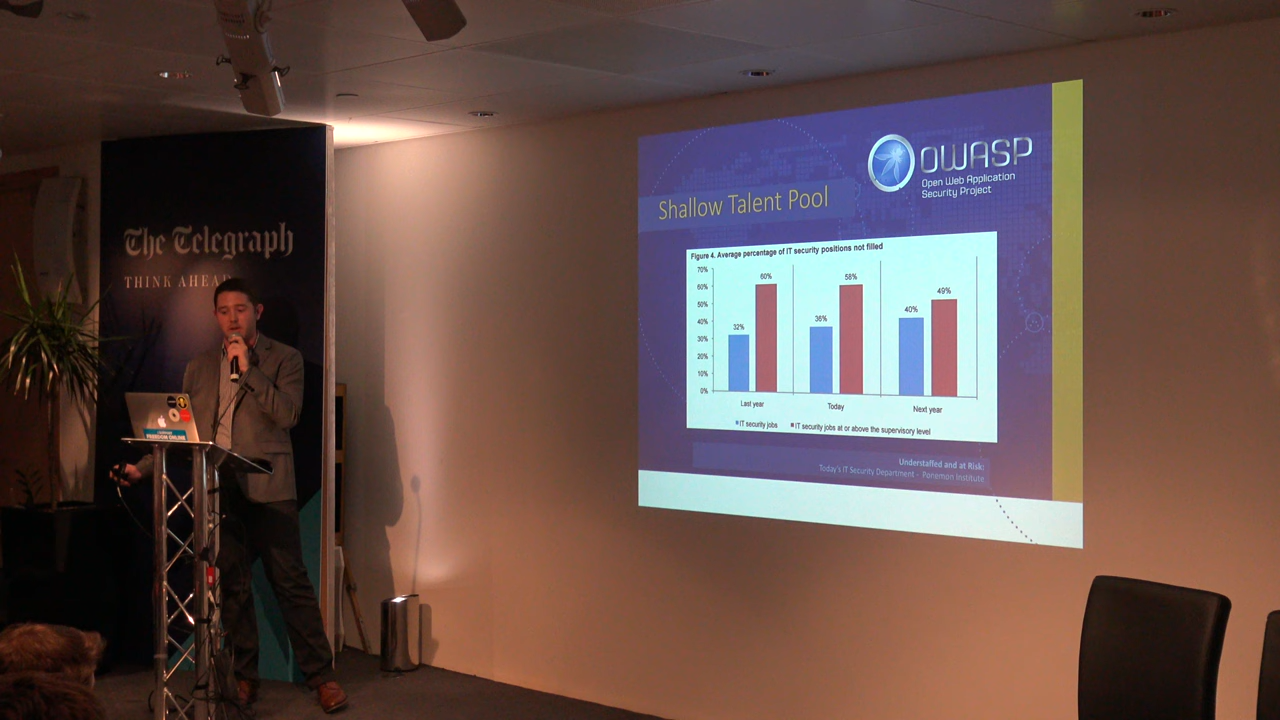 The Telegraph
THINK AHEAD
FREEDOM ONLINE
OWASP
Open Web Application
Security Project
Shallow Talent Pool
Figure 4. Average percentage of IT security positions not filled
70%
60%
50%
40%
30%
20%
10%
0%
32%
60%
36%
58%
40%
49%
Last year
Today
Next year
IT security jobs
IT security jobs at or above the supervisory level
Understaffed and at Risk:
Today's IT Security Department - Ponemon Institute